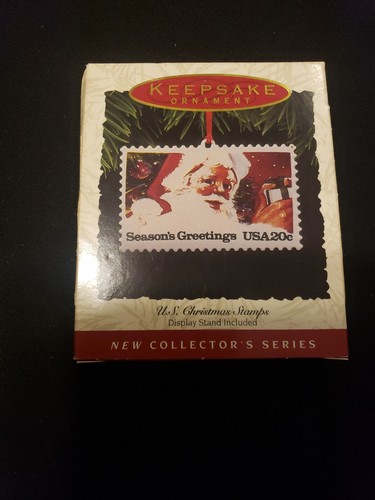 KEEPSAKE
ORNAMENT
Season's Greetings USA20c
U.S. Christmas Stamps
Display Stand Included
NEW COLLECTOR'S SERIES